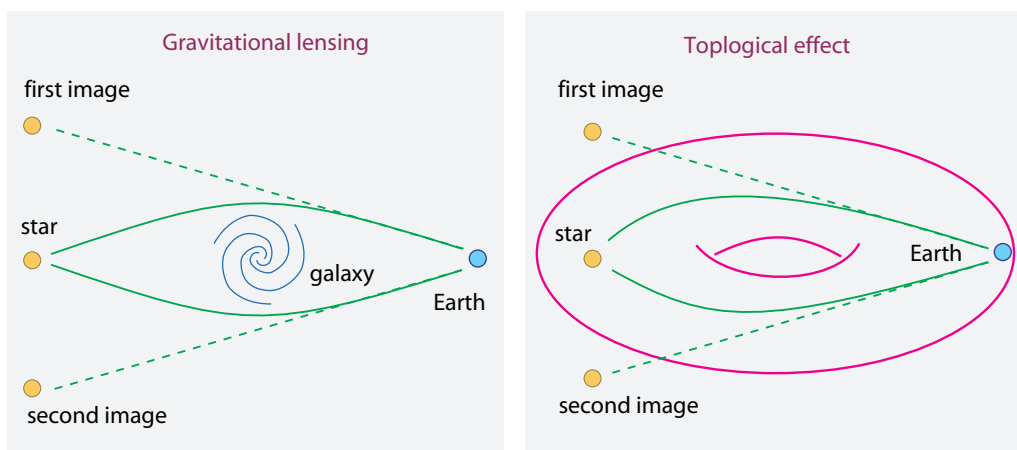 Gravitational lensing
first image
star
galaxy
Earth
second image
Toplogical effect
first image
star
Earth
second image